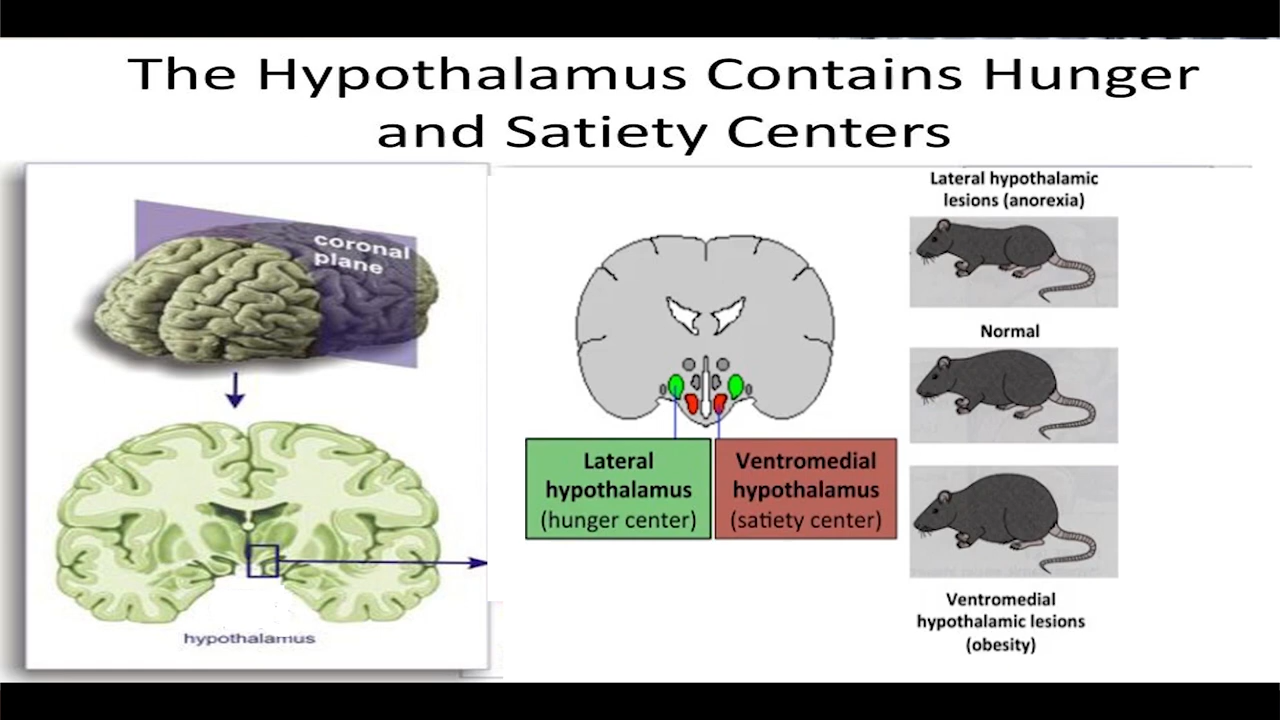 The Hypothalamus Contains Hunger
and Satiety Centers
coronal
plane
hypothalamus
Lateral
hypothalamus
(hunger center)
Ventromedial
hypothalamus
(satiety center)
Lateral hypothalamic
lesions (anorexia)
Normal
Ventromedial
hypothalamic lesions
(obesity)